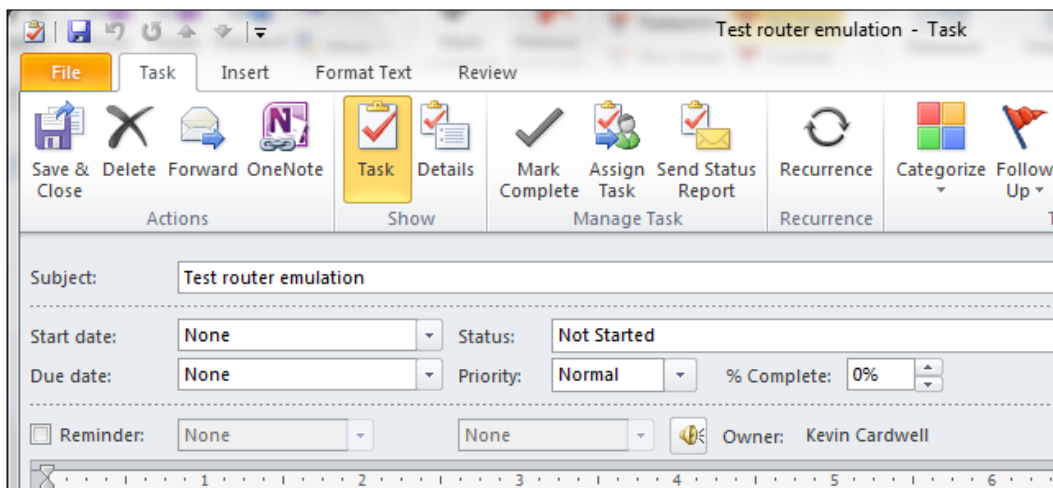 Test router emulation - Task
File Task Insert Format Text Review
Save & Close Delete Forward OneNote Task Details Mark Complete Assign Task Send Status Report Recurrence Categorize Follow Up
Actions Show Manage Task Recurrence
Subject: Test router emulation
Start date: None Status: Not Started
Due date: None Priority: Normal % Complete: 0%
Reminder: None None Owner: Kevin Cardwell
1 2 3 4 5 6